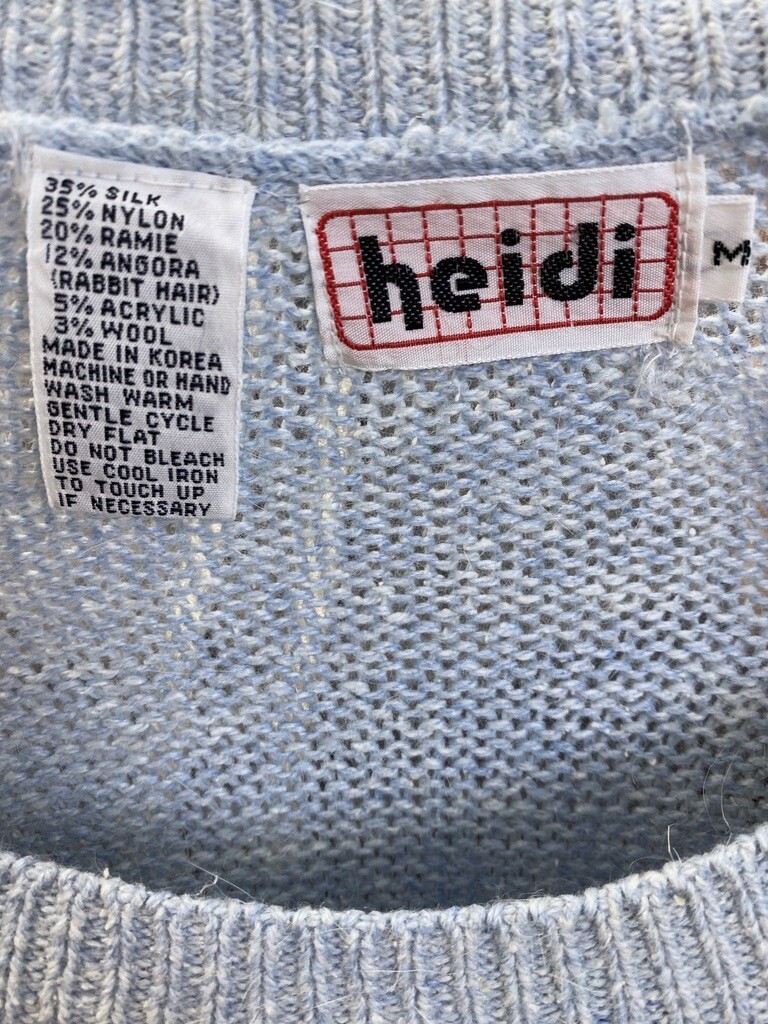 35% SILK
25% NYLON
20% RAMIE
12% ANGORA
(RABBIT HAIR)
5% ACRYLIC
3% WOOL
MADE IN KOREA
MACHINE OR HAND
WASH WARM
GENTLE CYCLE
DRY FLAT
DO NOT BLEACH
USE COOL IRON
TO TOUCH UP
IF NECESSARY
heidi
M